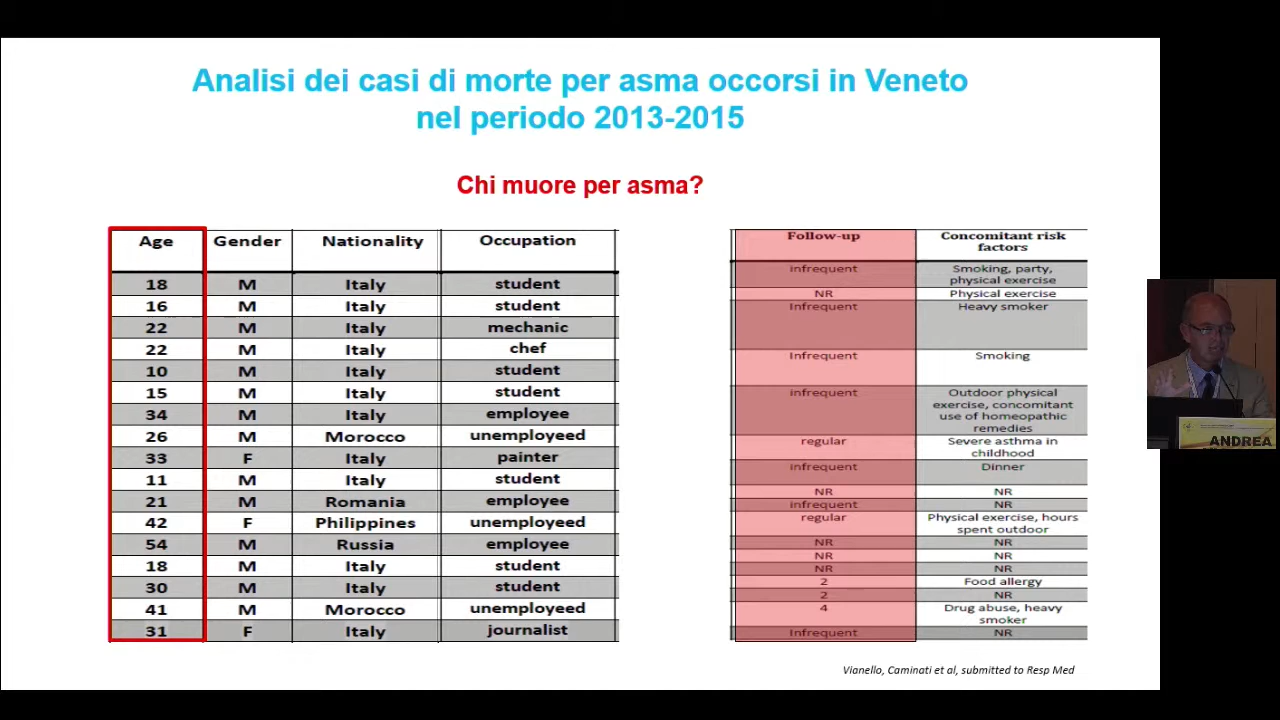 Analisi dei casi di morte per asma occorsi in Veneto
nel periodo 2013-2015
Chi muore per asma?
Age Gender Nationality Occupation
18 M Italy student
16 M Italy student
22 M Italy mechanic
22 M Italy chef
10 M Italy student
15 M Italy student
34 M Italy employee
26 M Morocco unemployeed
33 F Italy painter
11 M Italy student
21 M Romania employee
42 F Philippines unemployeed
54 M Russia employee
18 M Italy student
30 M Italy student
41 M Morocco unemployeed
31 F Italy journalist
Follow-up Concomitant risk
factors
infrequent Smoking, party,
physical exercise
NR Physical exercise
Infrequent Heavy smoker
Infrequent Smoking
infrequent Outdoor physical
exercise, concomitant
use of homeopathic
remedies
regular Severe asthma in
childhood
infrequent Dinner
NR NR
infrequent NR
regular Physical exercise, hours
spent outdoor
NR NR
NR NR
NR NR
2 Food allergy
2 NR
4 Drug abuse, heavy
smoker
Infrequent NR
Vianello, Caminati et al, submitted to Resp Med
ANDREA